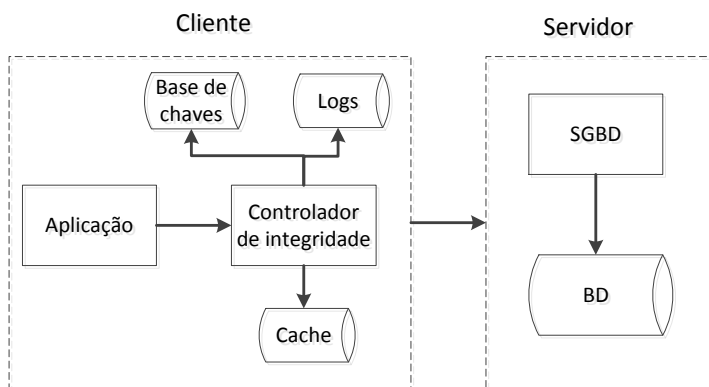 Cliente
Servidor
Base de
chaves
Logs
SGBD
Aplicação
Controlador
de integridade
BD
Cache